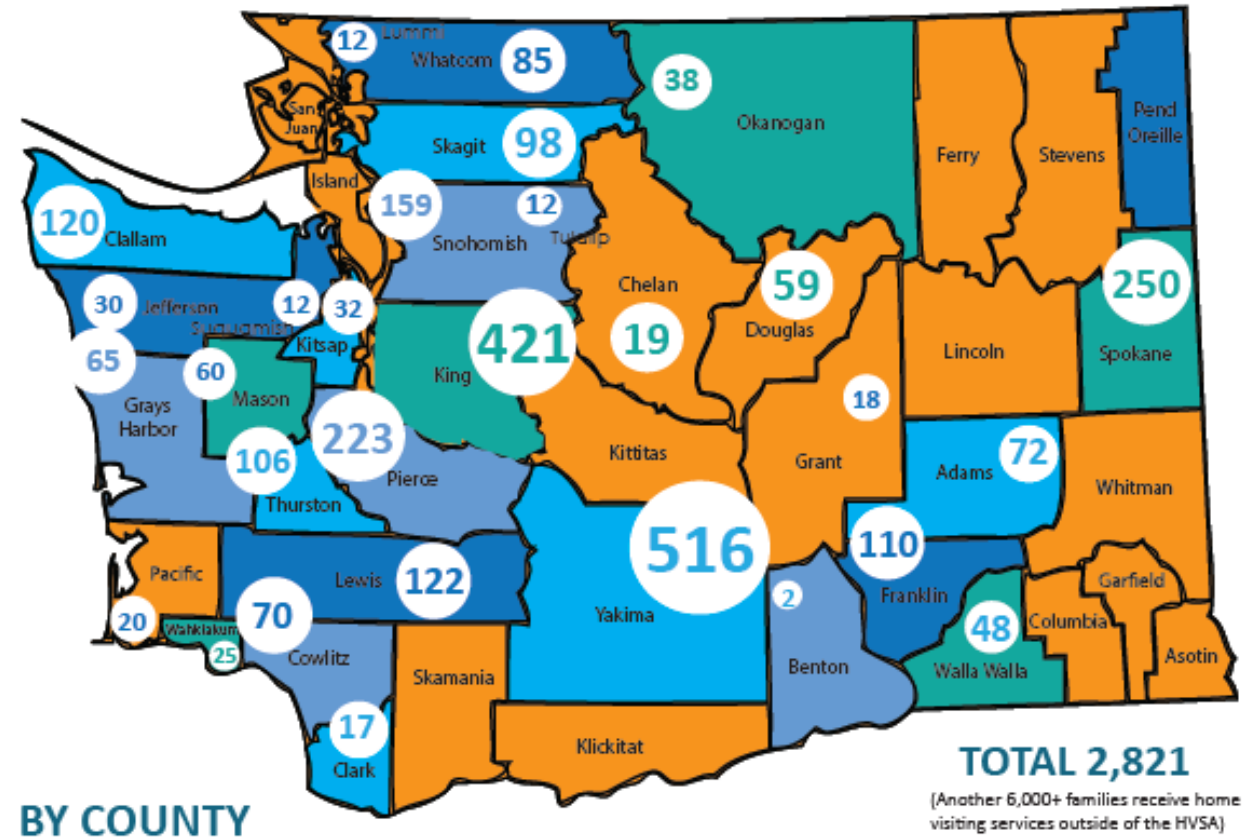 12
Lummi
Whatcom
85
38
Okanogan
San
Juan
Skagit
98
Ferry
Stevens
Pend
Oreille
Island
159
12
Snohomish
Tulalip
120
Clallam
Chelan
19
59
Douglas
250
Spokane
30
Jefferson
12
32
Suquamish
Kitsap
421
King
Lincoln
65
60
Mason
Grays
Harbor
18
Grant
223
Pierce
Kittitas
72
Adams
Whitman
106
Thurston
516
Yakima
110
Franklin
Pacific
Lewis
122
Garfield
20
Wahkiakum
25
70
Cowlitz
2
Benton
48
Walla Walla
Columbia
Asotin
Skamania
17
Clark
Klickitat
TOTAL 2,821
(Another 6,000+ families receive home
visiting services outside of the HVSA)
BY COUNTY